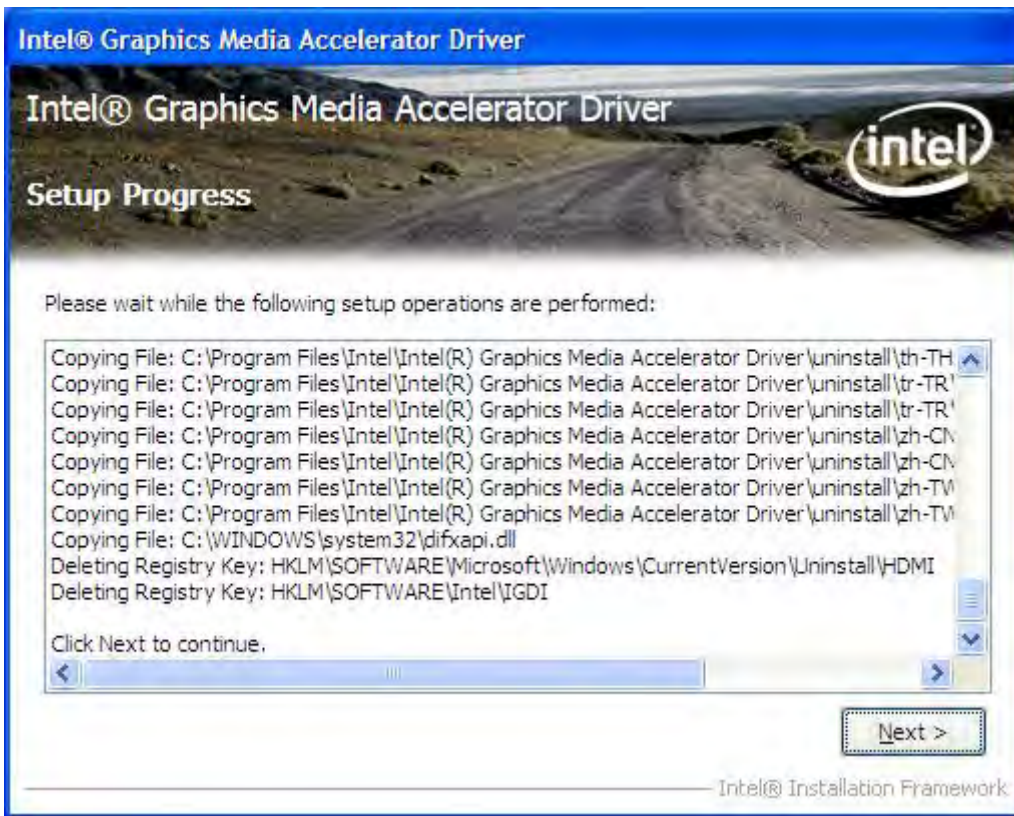 Intel® Graphics Media Accelerator Driver
Intel® Graphics Media Accelerator Driver
intel
Setup Progress
Please wait while the following setup operations are performed:
Copying File: C:\Program Files\Intel\Intel(R) Graphics Media Accelerator Driver\uninstall\th-TH
Copying File: C:\Program Files\Intel\Intel(R) Graphics Media Accelerator Driver\uninstall\tr-TR\
Copying File: C:\Program Files\Intel\Intel(R) Graphics Media Accelerator Driver\uninstall\tr-TR\
Copying File: C:\Program Files\Intel\Intel(R) Graphics Media Accelerator Driver\uninstall\zh-CN
Copying File: C:\Program Files\Intel\Intel(R) Graphics Media Accelerator Driver\uninstall\zh-CN
Copying File: C:\Program Files\Intel\Intel(R) Graphics Media Accelerator Driver\uninstall\zh-TW
Copying File: C:\Program Files\Intel\Intel(R) Graphics Media Accelerator Driver\uninstall\zh-TW
Copying File: C:\WINDOWS\system32\difxapi.dll
Deleting Registry Key: HKLM\SOFTWARE\Microsoft\Windows\CurrentVersion\Uninstall\HDMI
Deleting Registry Key: HKLM\SOFTWARE\Intel\IGDI
Click Next to continue.
Next >
Intel® Installation Framework